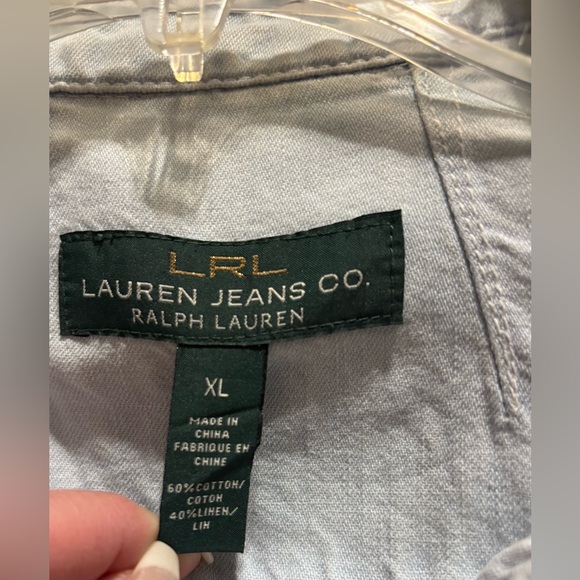 LRL
LAUREN JEANS CO.
RALPH LAUREN
XL
MADE IN
CHINA
FABRIQUE EN
CHINE
60%COTTON/
COTON
40%LINEN/
LIN